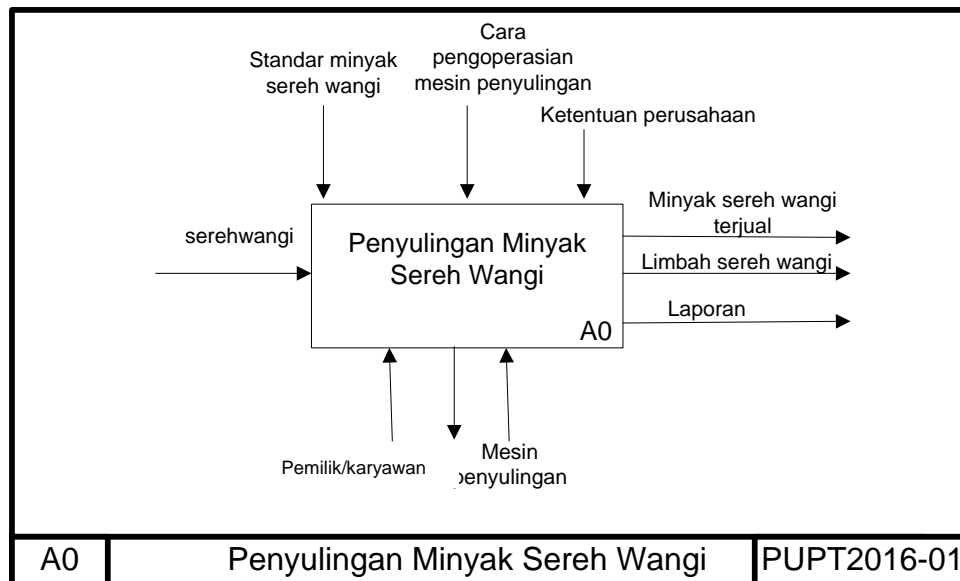 Cara
pengoperasian
mesin penyulingan
Standar minyak
sereh wangi
Ketentuan perusahaan
serehwangi
Penyulingan Minyak
Sereh Wangi
A0
Minyak sereh wangi
terjual
Limbah sereh wangi
Laporan
Pemilik/karyawan
Mesin
penyulingan
A0
Penyulingan Minyak Sereh Wangi
PUPT2016-01